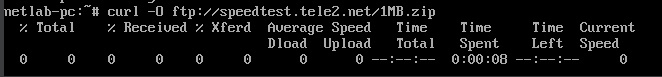 netlab-pc:~# curl -O ftp://speedtest.tele2.net/1MB.zip
% Total % Received % Xferd Average Speed Time Time Time Current
Dload Upload Total Spent Left Speed
0 0 0 0 0 0 0 0 --:--:-- 0:00:08 --:--:-- 0